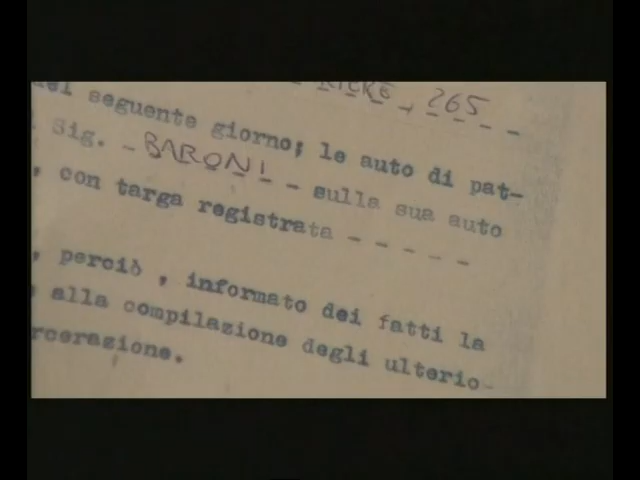 265 - - -
del seguente giorno; le auto di pat-
Sig. - BARONI - - sulla sua auto
, con targa registrata - - - - -
, perciò , informato dei fatti la
alla compilazione degli ulterio-
rcerazione.